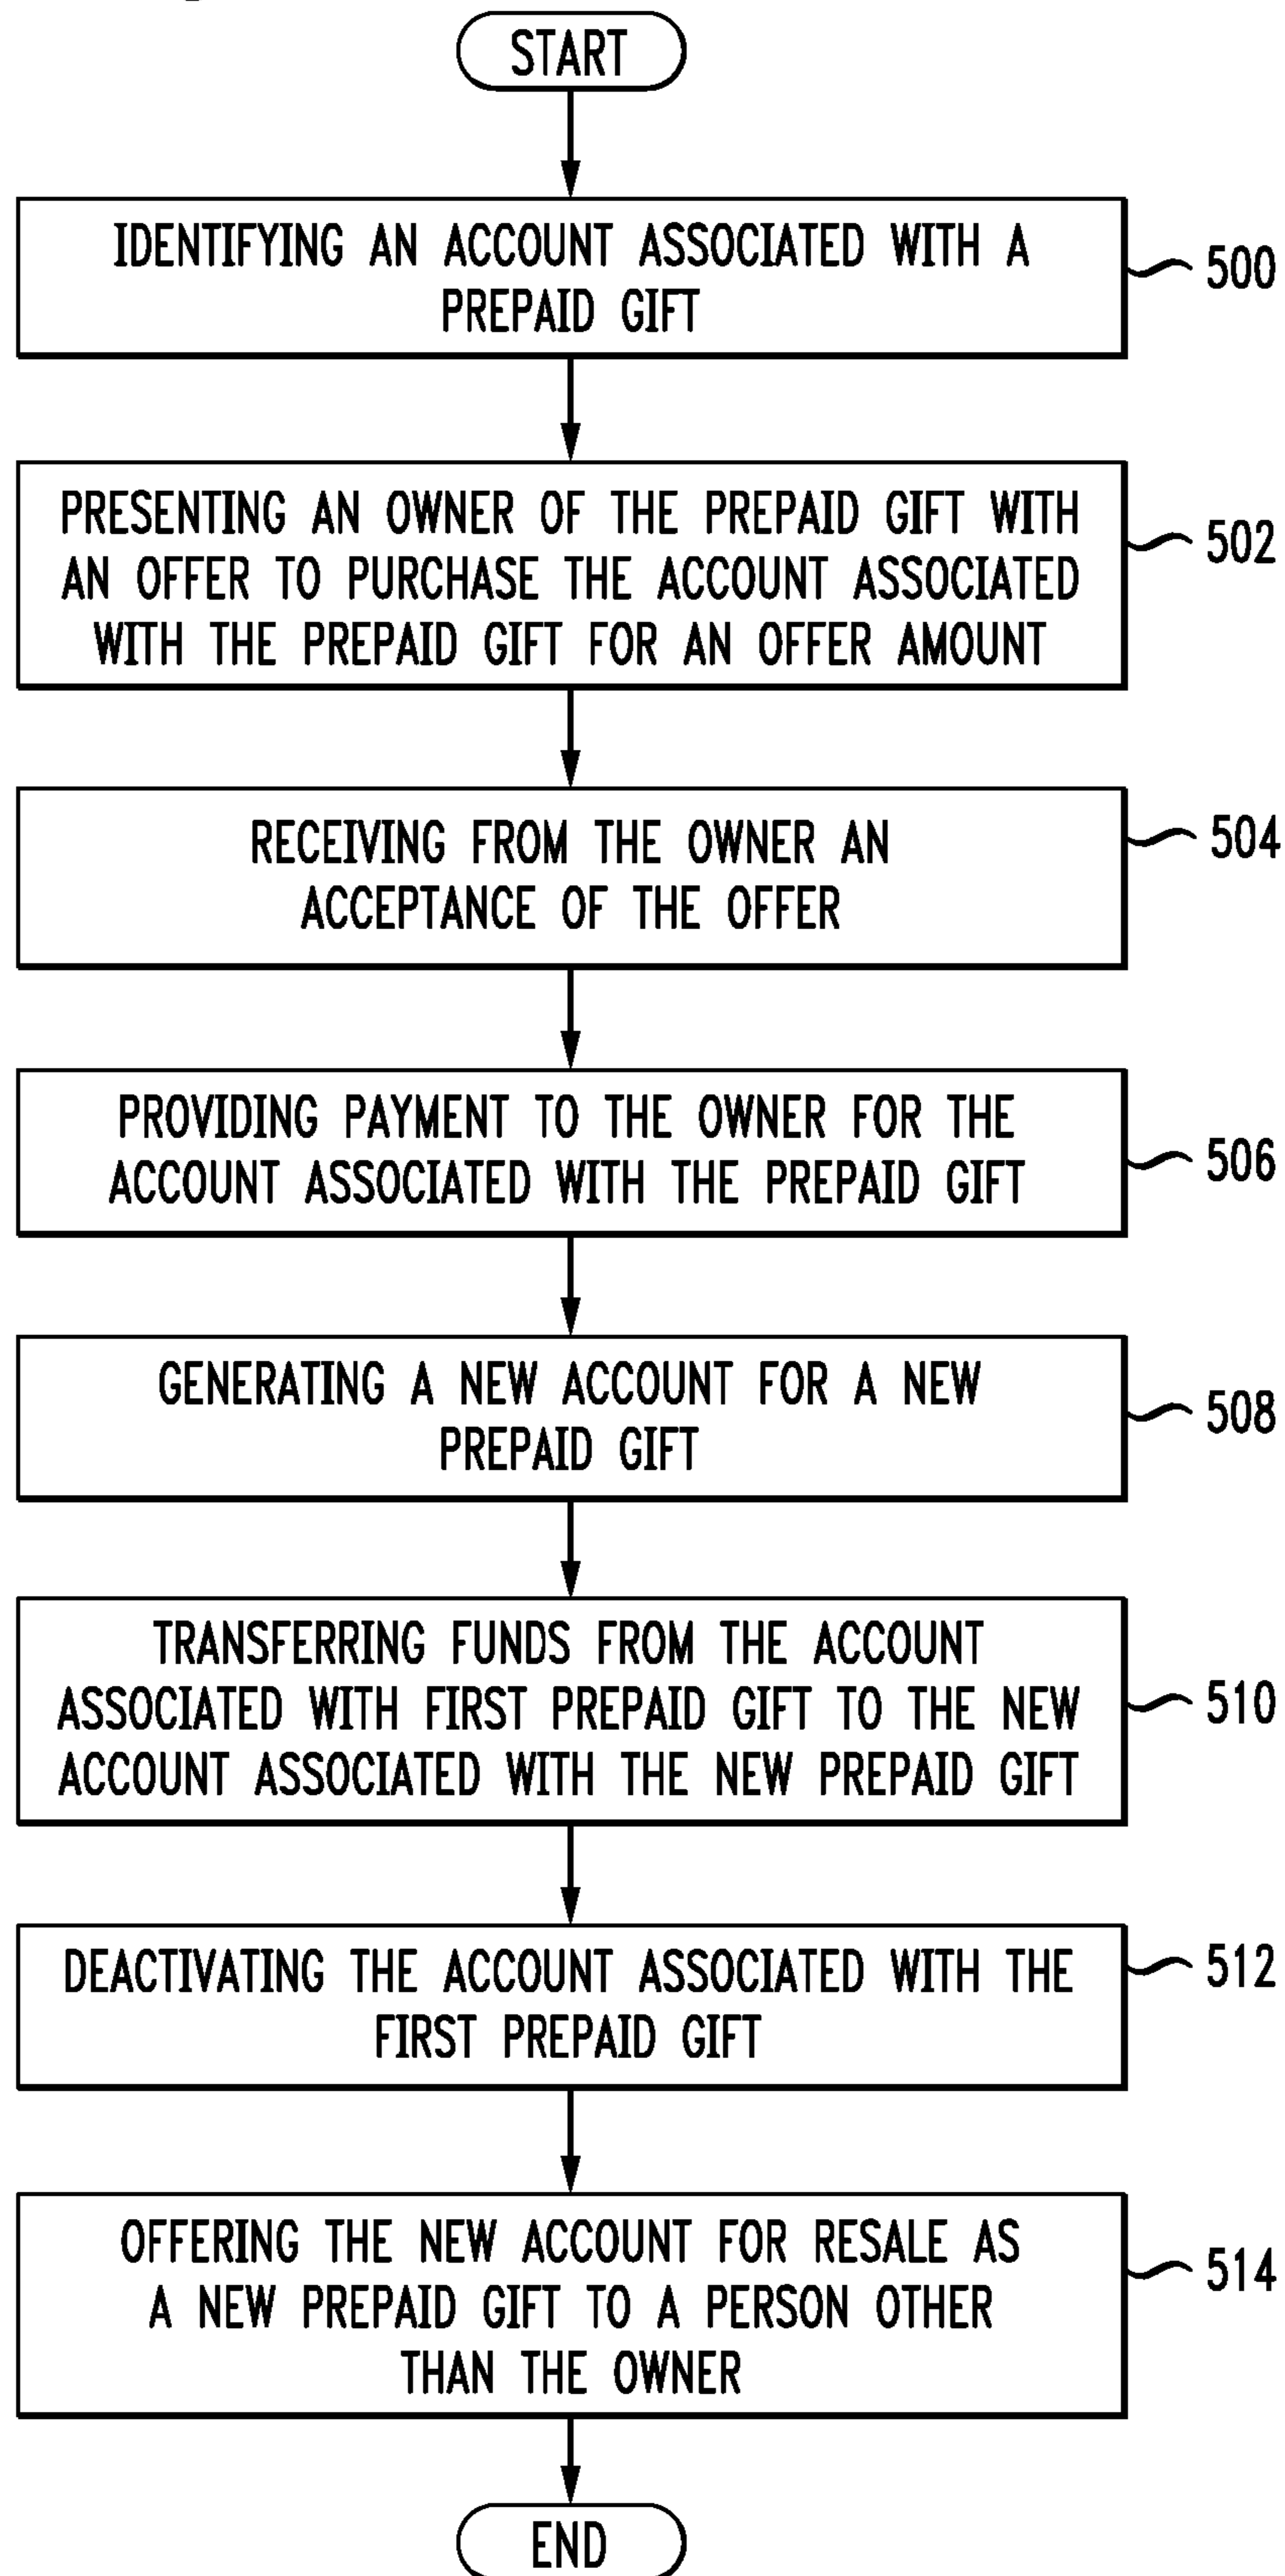 START
IDENTIFYING AN ACCOUNT ASSOCIATED WITH A
PREPAID GIFT
500
PRESENTING AN OWNER OF THE PREPAID GIFT WITH
AN OFFER TO PURCHASE THE ACCOUNT ASSOCIATED
WITH THE PREPAID GIFT FOR AN OFFER AMOUNT
502
RECEIVING FROM THE OWNER AN
ACCEPTANCE OF THE OFFER
504
PROVIDING PAYMENT TO THE OWNER FOR THE
ACCOUNT ASSOCIATED WITH THE PREPAID GIFT
506
GENERATING A NEW ACCOUNT FOR A NEW
PREPAID GIFT
508
TRANSFERRING FUNDS FROM THE ACCOUNT
ASSOCIATED WITH FIRST PREPAID GIFT TO THE NEW
ACCOUNT ASSOCIATED WITH THE NEW PREPAID GIFT
510
DEACTIVATING THE ACCOUNT ASSOCIATED WITH THE
FIRST PREPAID GIFT
512
OFFERING THE NEW ACCOUNT FOR RESALE AS
A NEW PREPAID GIFT TO A PERSON OTHER
THAN THE OWNER
514
END